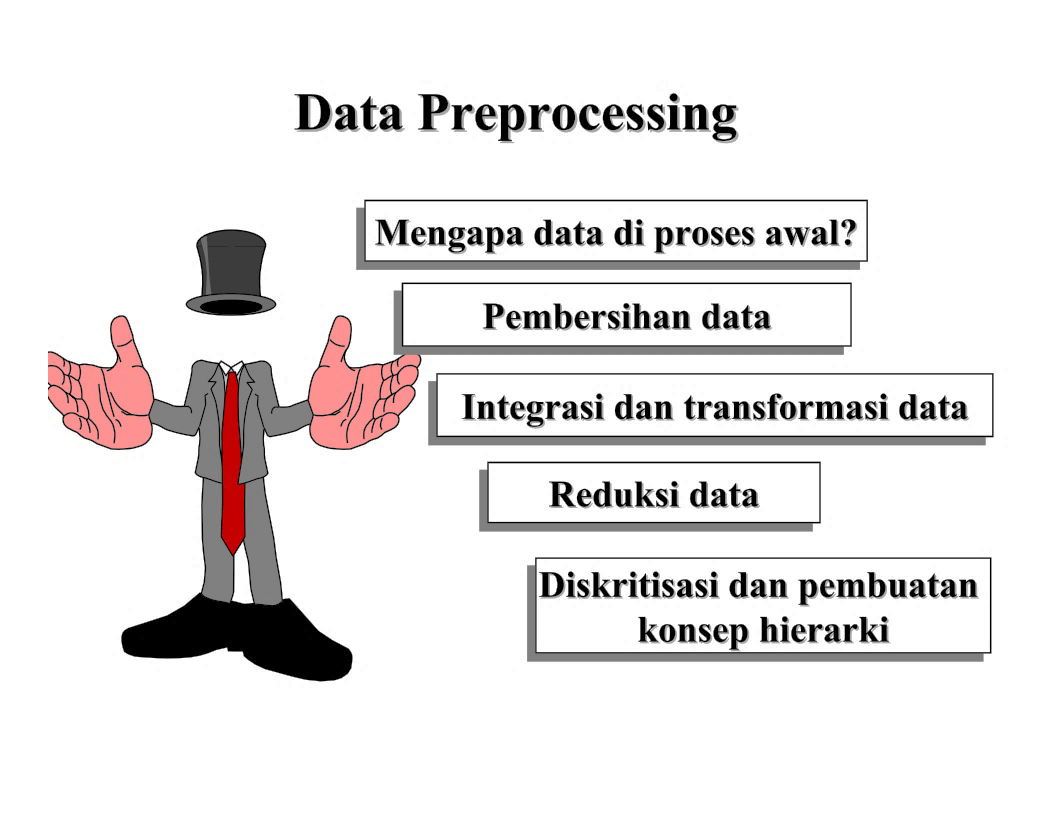 Data Preprocessing
Mengapa data di proses awal?
Pembersihan data
Integrasi dan transformasi data
Reduksi data
Diskritisasi dan pembuatan
konsep hierarki